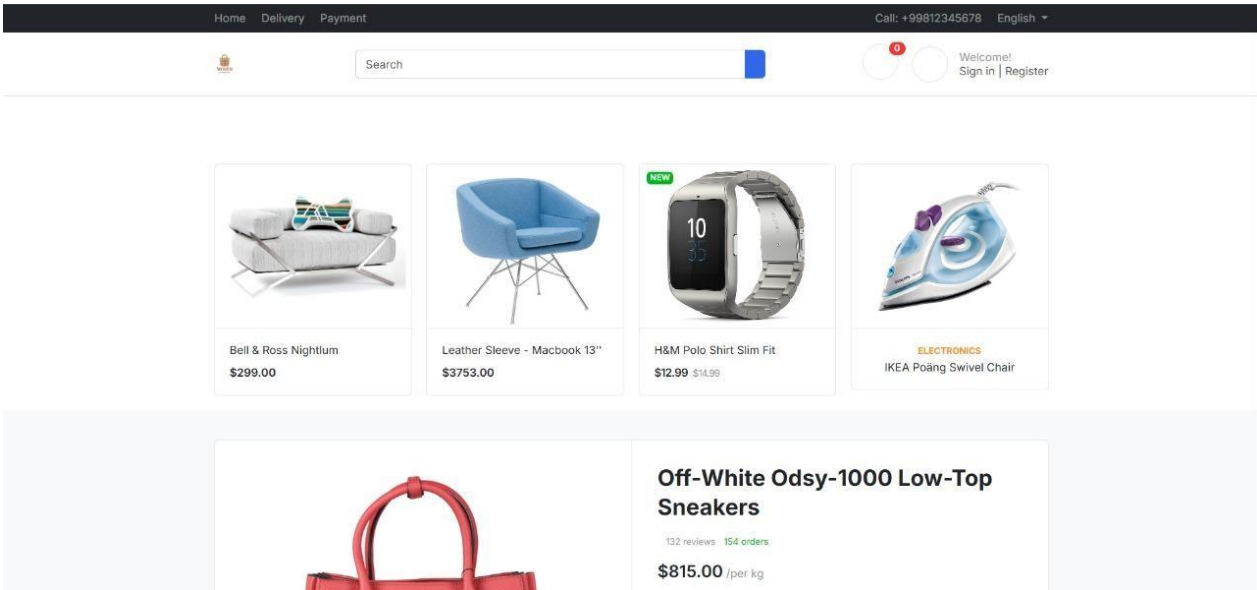 Home Delivery Payment Call: +99812345678 English
Search
0
Welcome!
Sign in | Register
NEW
10
35
Bell & Ross Nightlum
$299.00
Leather Sleeve - Macbook 13''
$3753.00
H&M Polo Shirt Slim Fit
$12.99 $14.99
ELECTRONICS
IKEA Poäng Swivel Chair
Off-White Odsy-1000 Low-Top
Sneakers
132 reviews 154 orders
$815.00 /per kg